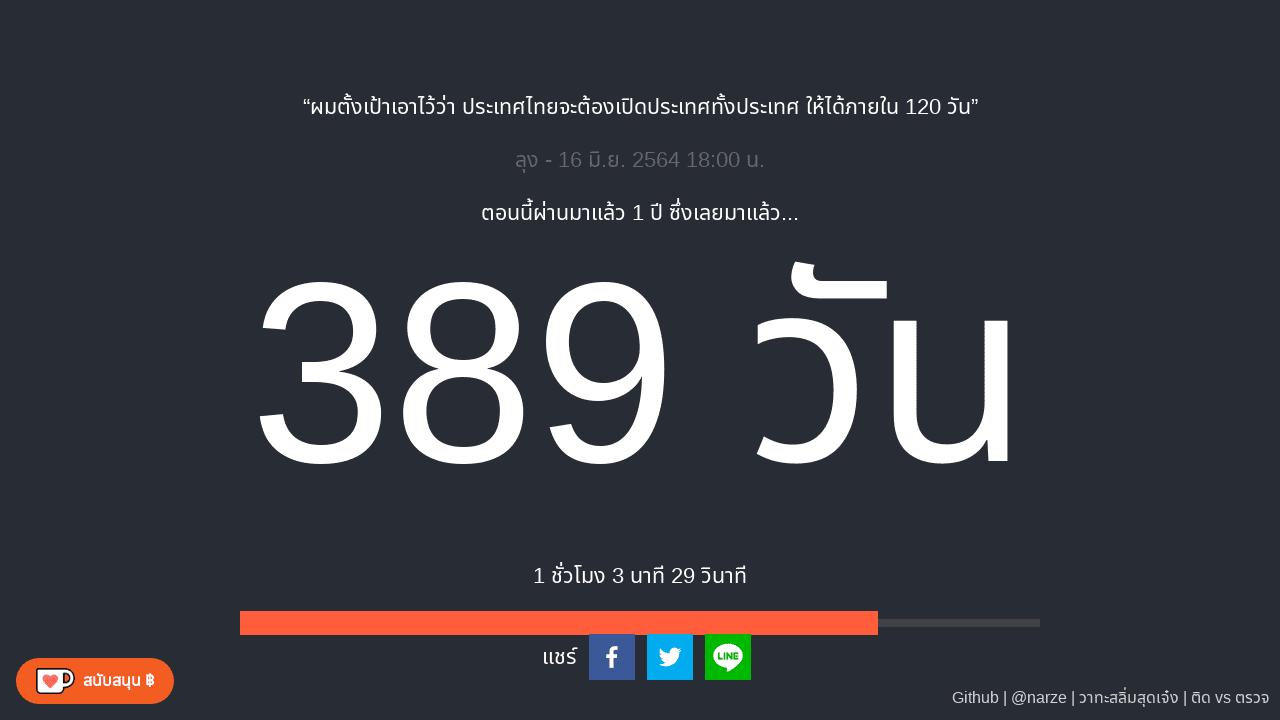 “ผมตั้งเป้าเอาไว้ว่า ประเทศไทยจะต้องเปิดประเทศทั้งประเทศ ให้ได้ภายใน 120 วัน”
ลุง - 16 มิ.ย. 2564 18:00 น.
ตอนนี้ผ่านมาแล้ว 1 ปี ซึ่งเลยมาแล้ว...
389 วัน
1 ชั่วโมง 3 นาที 29 วินาที
แชร์
LINE
สนับสนุน ฿
Github | @narze | วาทะสลิ่มสุดเจ๋ง | ติด vs ตรวจ